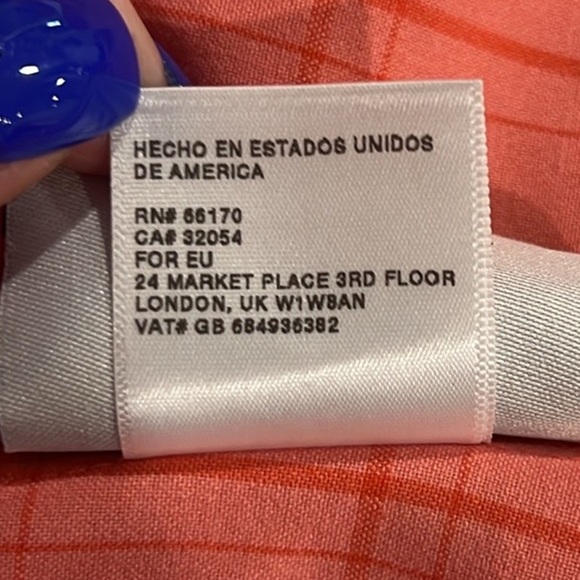 HECHO EN ESTADOS UNIDOS
DE AMERICA
RN# 66170
CA# 32054
FOR EU
24 MARKET PLACE 3RD FLOOR
LONDON, UK W1W8AN
VAT# GB 684936382